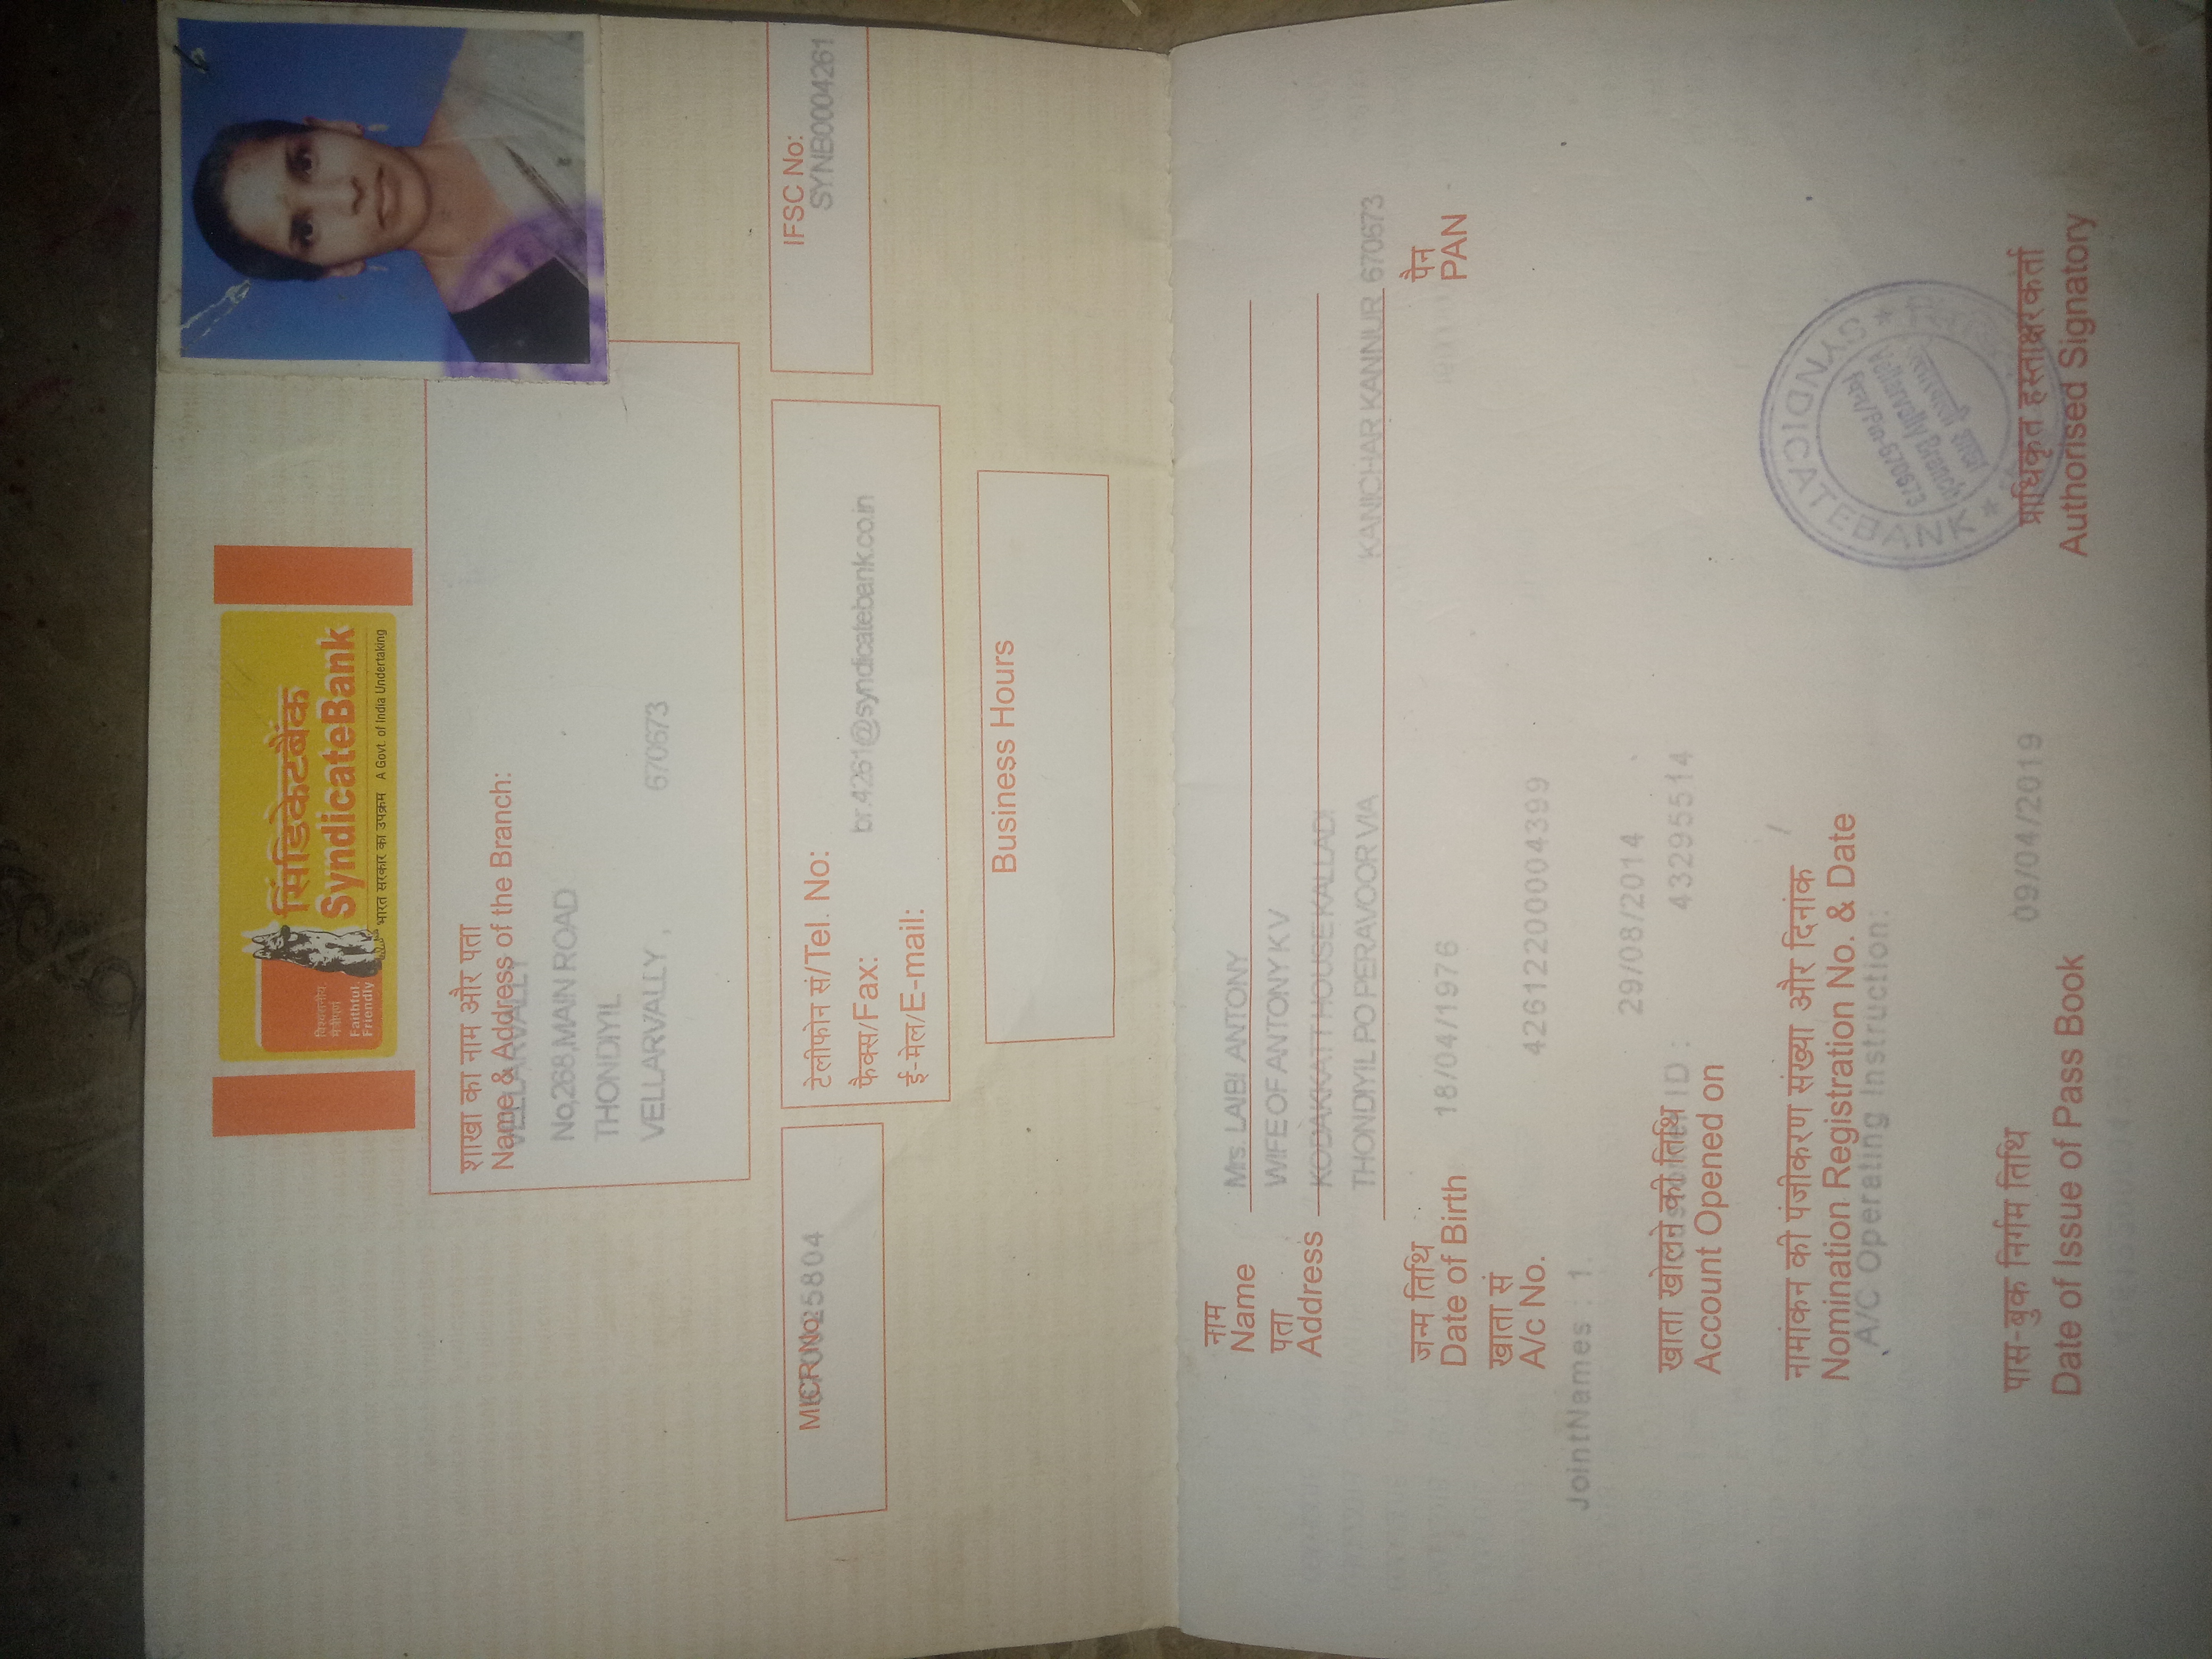 सिंडिकेटबैंक
SyndicateBank
भारत सरकार का उपक्रम A Govt. of India Undertaking
विश्वसनीय, मैत्रीपूर्ण
Faithful. Friendly
शाखा का नाम और पता
Name & Address of the Branch:
VELLARVALLY
No,268,MAIN ROAD
THONDIYIL
VELLARVALLY , 670673
MICR No:
IFSC No:
SYNB0004261
टेलीफोन सं/Tel. No:
फैक्स/Fax:
br.4261@syndicatebank.co.in
ई-मेल/E-mail:
Business Hours
नाम
Name Mrs. LAIBI ANTONY
पता
WIFE OF ANTONY K V
Address KODAKKATT HOUSE KALLADI
THONDIYIL PO PERAVOOR VIA KANICHAR KANNUR 670673
जन्म तिथि
Date of Birth 18/04/1976
पैन
PAN
खाता सं
A/c No. 42612200004399
JointNames : 1.
29/08/2014
खाता खोलने की तिथि
ID : 43295514
Account Opened on
नामांकन की पंजीकरण संख्या और दिनांक
Nomination Registration No. & Date
A/C Operating Instruction:
SYNDICATEBANK
670673
पास-बुक निर्गम तिथि
09/04/2019
Date of Issue of Pass Book
प्राधिकृत हस्ताक्षरकर्ता
Authorised Signatory